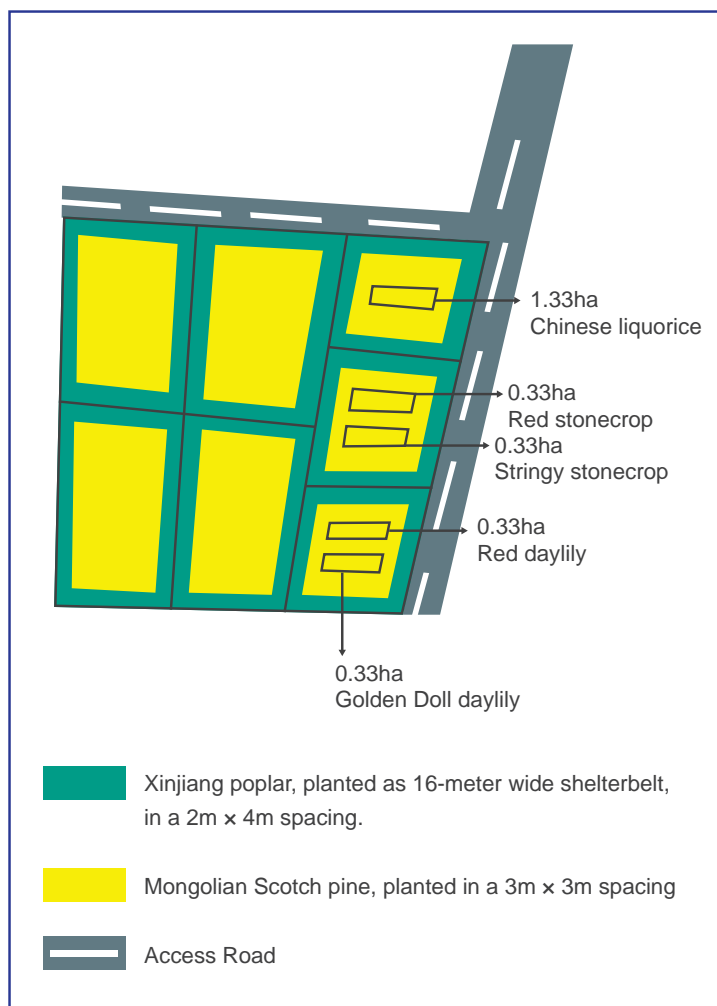 1.33ha
Chinese liquorice
0.33ha
Red stonecrop
0.33ha
Stringy stonecrop
0.33ha
Red daylily
0.33ha
Golden Doll daylily
Xinjiang poplar, planted as 16-meter wide shelterbelt,
in a 2m × 4m spacing.
Mongolian Scotch pine, planted in a 3m × 3m spacing
Access Road